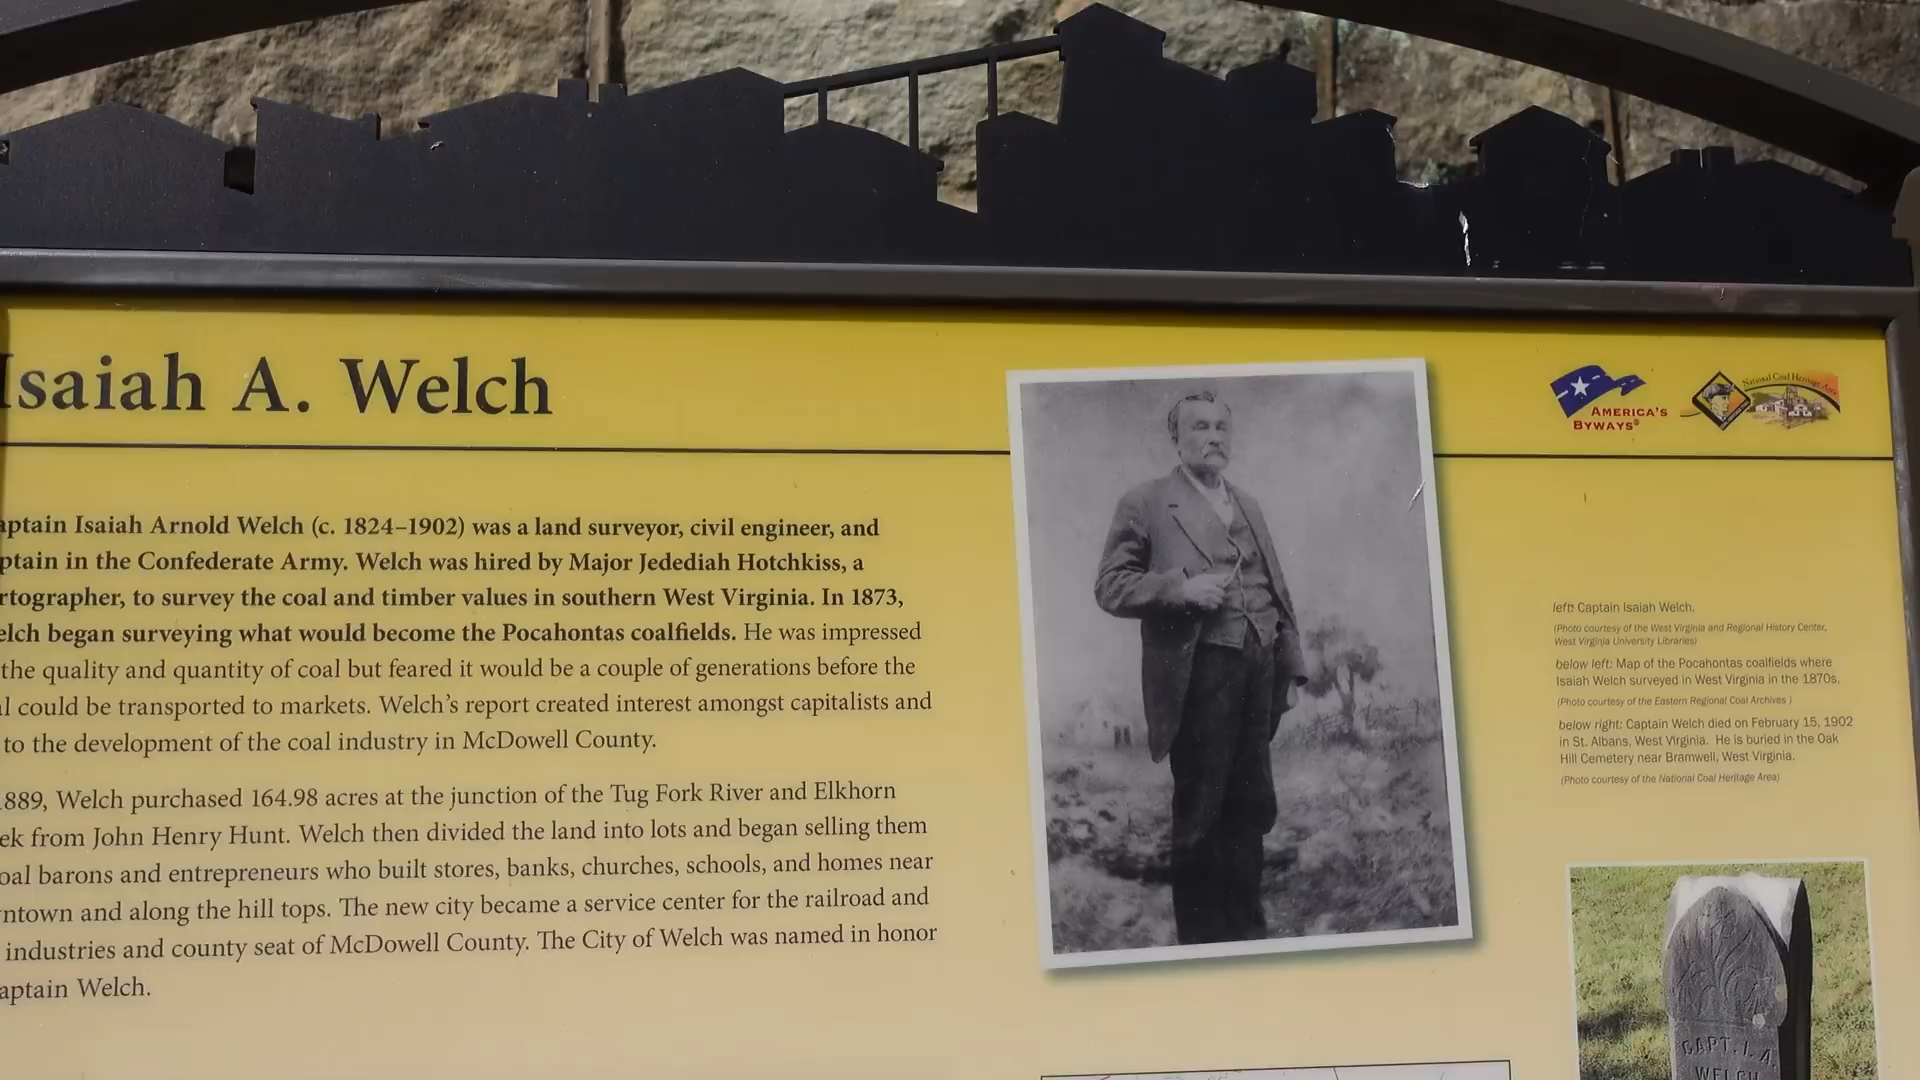 Isaiah A. Welch
AMERICA'S
BYWAYS®
National Coal Heritage Area
aptain Isaiah Arnold Welch (c. 1824–1902) was a land surveyor, civil engineer, and
ptain in the Confederate Army. Welch was hired by Major Jedediah Hotchkiss, a
rtographer, to survey the coal and timber values in southern West Virginia. In 1873,
elch began surveying what would become the Pocahontas coalfields. He was impressed
the quality and quantity of coal but feared it would be a couple of generations before the
al could be transported to markets. Welch's report created interest amongst capitalists and
to the development of the coal industry in McDowell County.
1889, Welch purchased 164.98 acres at the junction of the Tug Fork River and Elkhorn
ek from John Henry Hunt. Welch then divided the land into lots and began selling them
oal barons and entrepreneurs who built stores, banks, churches, schools, and homes near
ntown and along the hill tops. The new city became a service center for the railroad and
industries and county seat of McDowell County. The City of Welch was named in honor
aptain Welch.
left: Captain Isaiah Welch.
(Photo courtesy of the West Virginia and Regional History Center,
West Virginia University Libraries)
below left: Map of the Pocahontas coalfields where
Isaiah Welch surveyed in West Virginia in the 1870s.
(Photo courtesy of the Eastern Regional Coal Archives )
below right: Captain Welch died on February 15, 1902
in St. Albans, West Virginia. He is buried in the Oak
Hill Cemetery near Bramwell, West Virginia.
(Photo courtesy of the National Coal Heritage Area)
CAPT. I. A.
WELCH